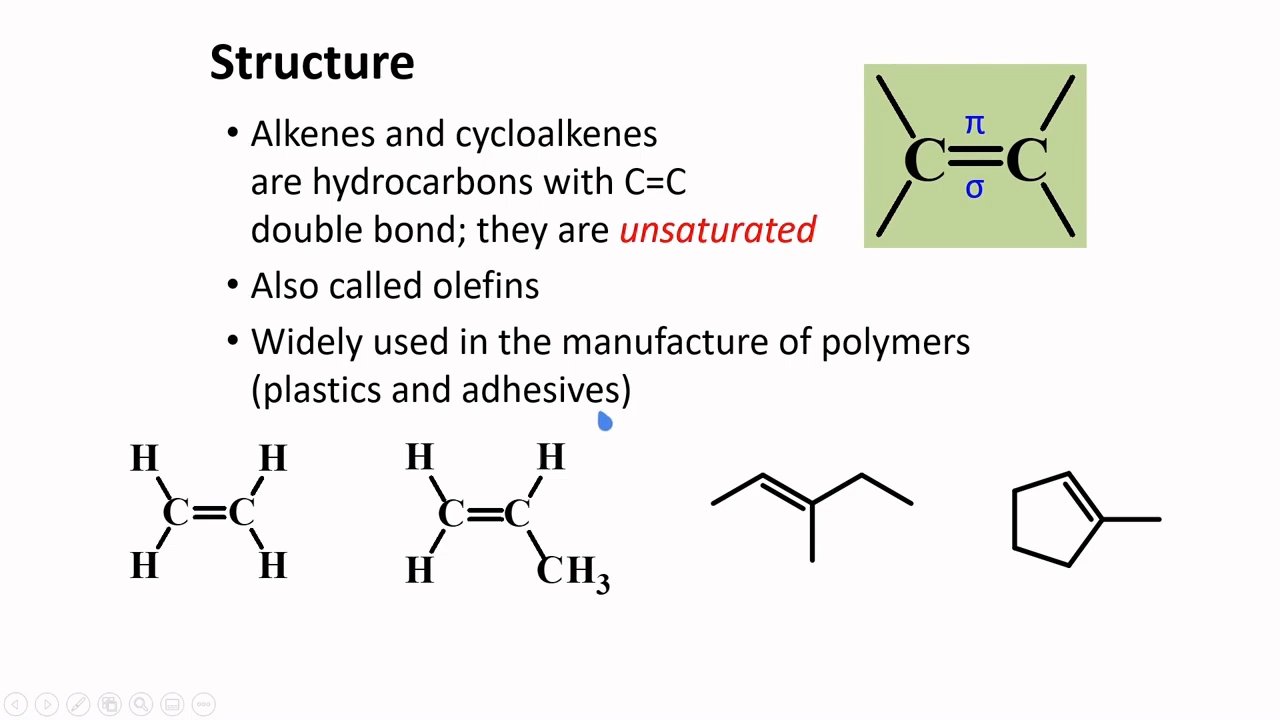 Structure
• Alkenes and cycloalkenes
are hydrocarbons with C=C
double bond; they are unsaturated
• Also called olefins
• Widely used in the manufacture of polymers
(plastics and adhesives)
π
C=C
σ
H H
C=C
H H
H H
C=C
H CH₃